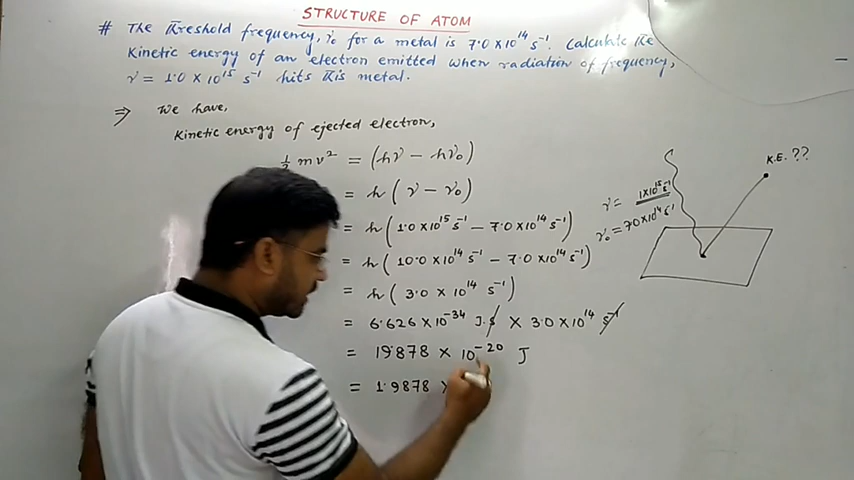 STRUCTURE OF ATOM
# The Threshold frequency, ν₀ for a metal is 7.0 × 10¹⁴ s⁻¹. Calculate the
Kinetic energy of an electron emitted when radiation of frequency,
ν = 1.0 × 10¹⁵ s⁻¹ hits this metal.
⇒ We have,
Kinetic energy of ejected electron,
½ mv² = (hν − hν₀)
= h (ν − ν₀)
= h (1.0 × 10¹⁵ s⁻¹ − 7.0 × 10¹⁴ s⁻¹)
= h (10.0 × 10¹⁴ s⁻¹ − 7.0 × 10¹⁴ s⁻¹)
= h (3.0 × 10¹⁴ s⁻¹)
= 6.626 × 10⁻³⁴ J.s × 3.0 × 10¹⁴ s⁻¹
= 19.878 × 10⁻²⁰ J
= 1.9878 ×
K.E. ??
ν = 1×10¹⁵ s⁻¹
ν₀ = 7.0×10¹⁴ s⁻¹